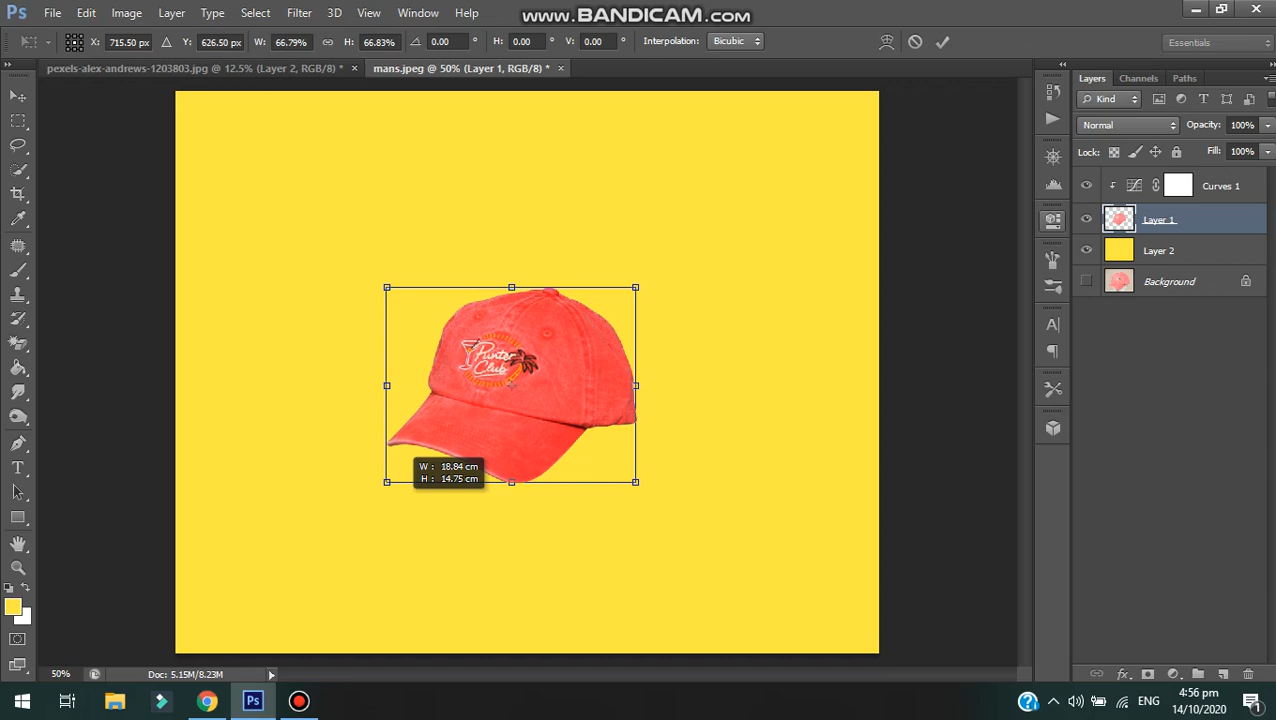 www.BANDICAM.com
Ps File Edit Image Layer Type Select Filter 3D View Window Help
X: 715.50 px Y: 626.50 px W: 66.79% H: 66.83% 0.00 ° H: 0.00 ° V: 0.00 ° Interpolation: Bicubic Essentials
pexels-alex-andrews-1203803.jpg @ 12.5% (Layer 2, RGB/8) * × mans.jpeg @ 50% (Layer 1, RGB/8) * ×
Layers Channels Paths
Kind
Normal Opacity: 100%
Lock: Fill: 100%
Curves 1
Layer 1
Layer 2
Background
Punter
Club
W : 18.84 cm
H : 14.75 cm
50% Doc: 5.15M/8.23M
Ps ENG 4:56 pm
14/10/2020
1